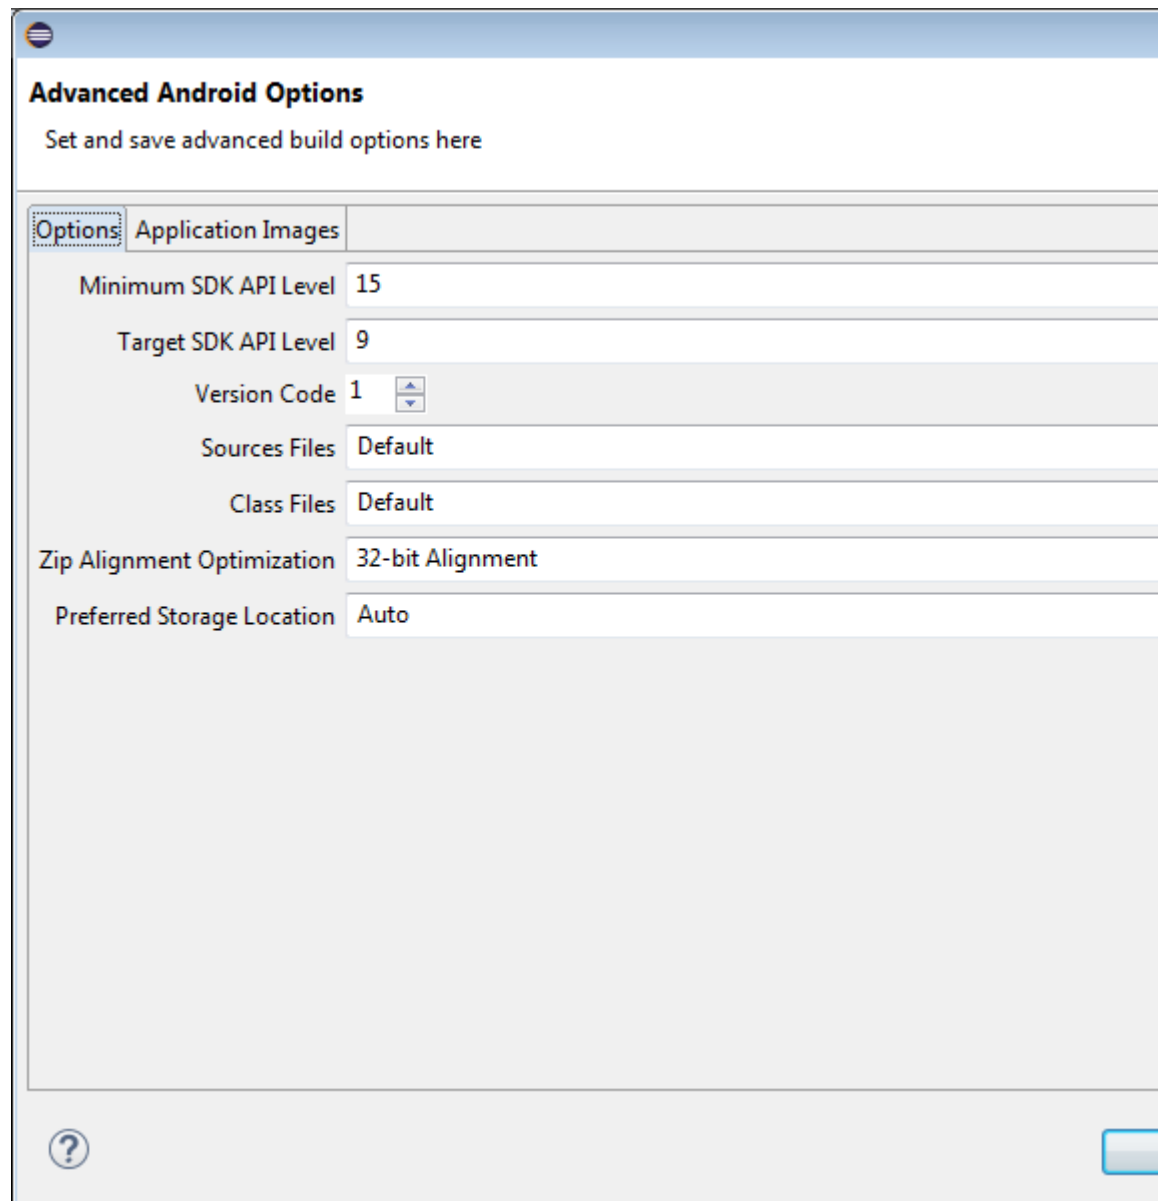 Advanced Android Options
Set and save advanced build options here
Options Application Images
Minimum SDK API Level 15
Target SDK API Level 9
Version Code 1
Sources Files Default
Class Files Default
Zip Alignment Optimization 32-bit Alignment
Preferred Storage Location Auto
?